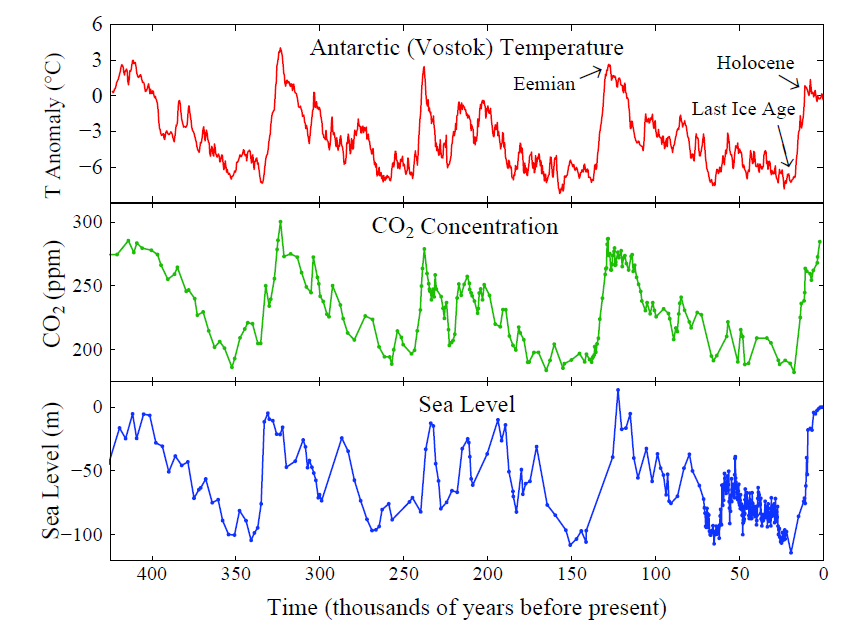 Antarctic (Vostok) Temperature
T Anomaly (°C)
6
3
0
−3
−6
Eemian
Holocene
Last Ice Age
CO₂ Concentration
CO₂ (ppm)
300
250
200
Sea Level
Sea Level (m)
0
−50
−100
400 350 300 250 200 150 100 50 0
Time (thousands of years before present)